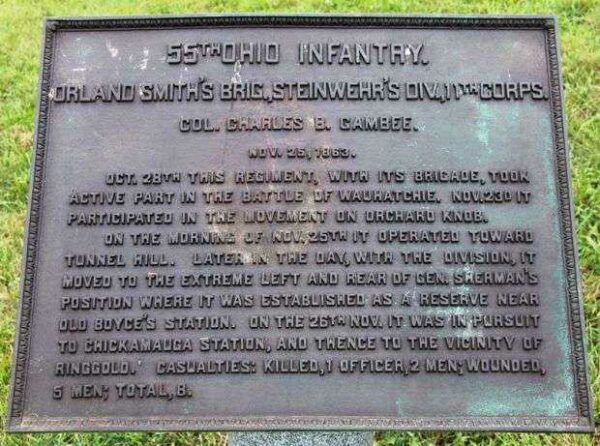 55TH OHIO INFANTRY.
ORLAND SMITH'S BRIG., STEINWEHR'S DIV., 11TH CORPS.
COL. CHARLES B. GAMBEE.
NOV. 25, 1863.
OCT. 28TH THIS REGIMENT, WITH ITS BRIGADE, TOOK
ACTIVE PART IN THE BATTLE OF WAUHATCHIE. NOV. 23D IT
PARTICIPATED IN THE MOVEMENT ON ORCHARD KNOB.
ON THE MORNING OF NOV. 25TH IT OPERATED TOWARD
TUNNEL HILL. LATER IN THE DAY, WITH THE DIVISION, IT
MOVED TO THE EXTREME LEFT AND REAR OF GEN. SHERMAN'S
POSITION WHERE IT WAS ESTABLISHED AS A RESERVE NEAR
OLD BOYCE'S STATION. ON THE 26TH NOV. IT WAS IN PURSUIT
TO CHICKAMAUGA STATION, AND THENCE TO THE VICINITY OF
RINGGOLD. CASUALTIES: KILLED, 1 OFFICER, 2 MEN; WOUNDED,
5 MEN; TOTAL, 8.